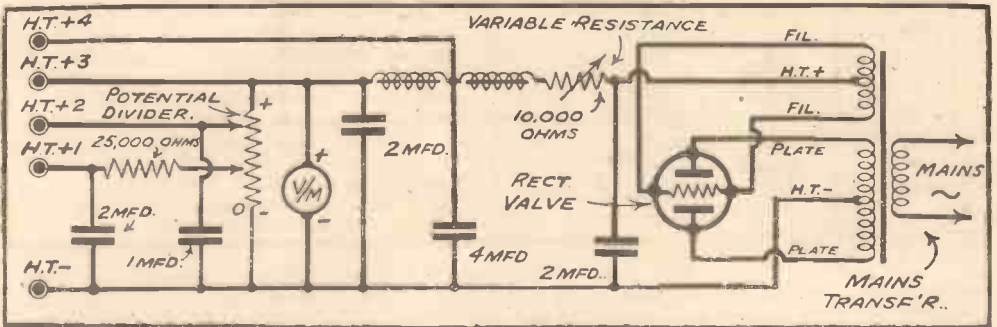 H.T.+4
H.T.+3
H.T.+2
H.T.+1
H.T.-
POTENTIAL
DIVIDER.
25,000 OHMS
2MFD.
1MFD.
+
O
-
+
V/M
-
2MFD.
4MFD
VARIABLE RESISTANCE
10,000
OHMS
2MFD.
RECT.
VALVE
FIL.
H.T.+
FIL.
PLATE
H.T.-
PLATE
MAINS
~
MAINS
TRANSF'R..